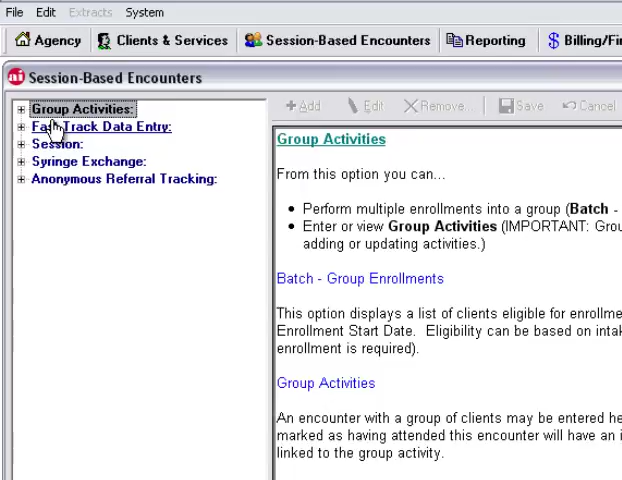 File Edit Extracts System
Agency Clients & Services Session-Based Encounters Reporting $ Billing/Fi
Session-Based Encounters
Group Activities:
Fast Track Data Entry:
Session:
Syringe Exchange:
Anonymous Referral Tracking:
Add Edit Remove... Save Cancel
Group Activities
From this option you can...
• Perform multiple enrollments into a group (Batch -
• Enter or view Group Activities (IMPORTANT: Grou
adding or updating activities.)
Batch - Group Enrollments
This option displays a list of clients eligible for enrollme
Enrollment Start Date. Eligibility can be based on intak
enrollment is required).
Group Activities
An encounter with a group of clients may be entered he
marked as having attended this encounter will have an i
linked to the group activity.